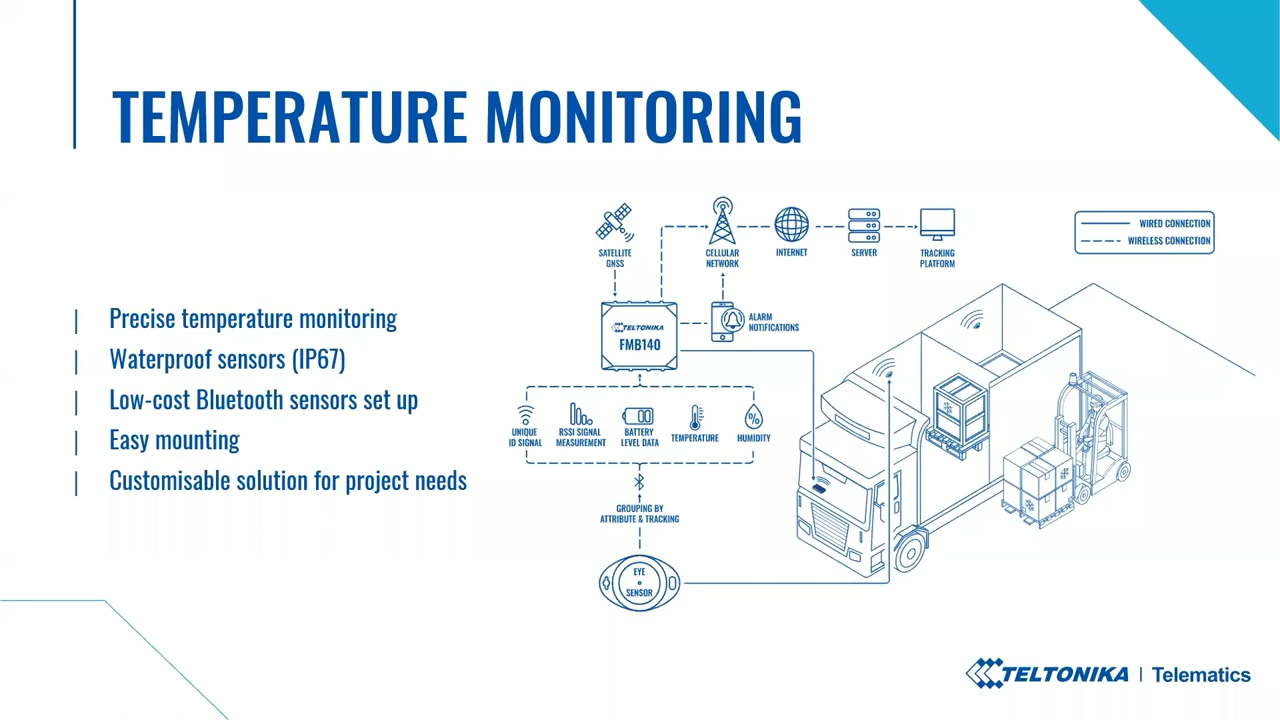 TEMPERATURE MONITORING
SATELLITE
GNSS
CELLULAR
NETWORK
INTERNET
SERVER
TRACKING
PLATFORM
WIRED CONNECTION
WIRELESS CONNECTION
TELTONIKA
FMB140
ALARM
NOTIFICATIONS
Precise temperature monitoring
Waterproof sensors (IP67)
Low-cost Bluetooth sensors set up
Easy mounting
Customisable solution for project needs
UNIQUE
ID SIGNAL
RSSI SIGNAL
MEASUREMENT
BATTERY
LEVEL DATA
TEMPERATURE
%
HUMIDITY
GROUPING BY
ATTRIBUTE & TRACKING
EYE
SENSOR
TELTONIKA | Telematics